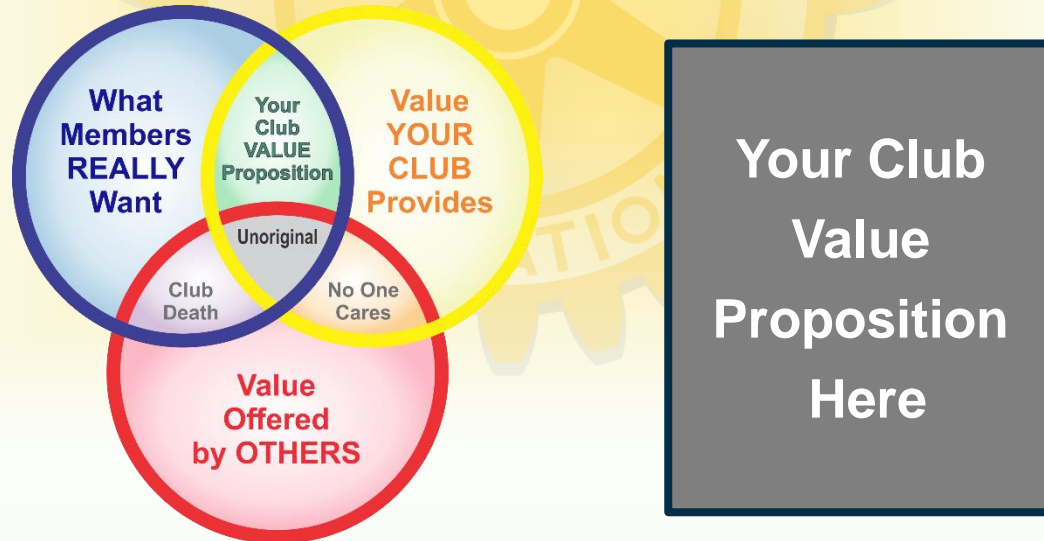 What
Members
REALLY
Want
Your
Club
VALUE
Proposition
Value
YOUR
CLUB
Provides
Unoriginal
Club
Death
No One
Cares
Value
Offered
by OTHERS
Your Club
Value
Proposition
Here